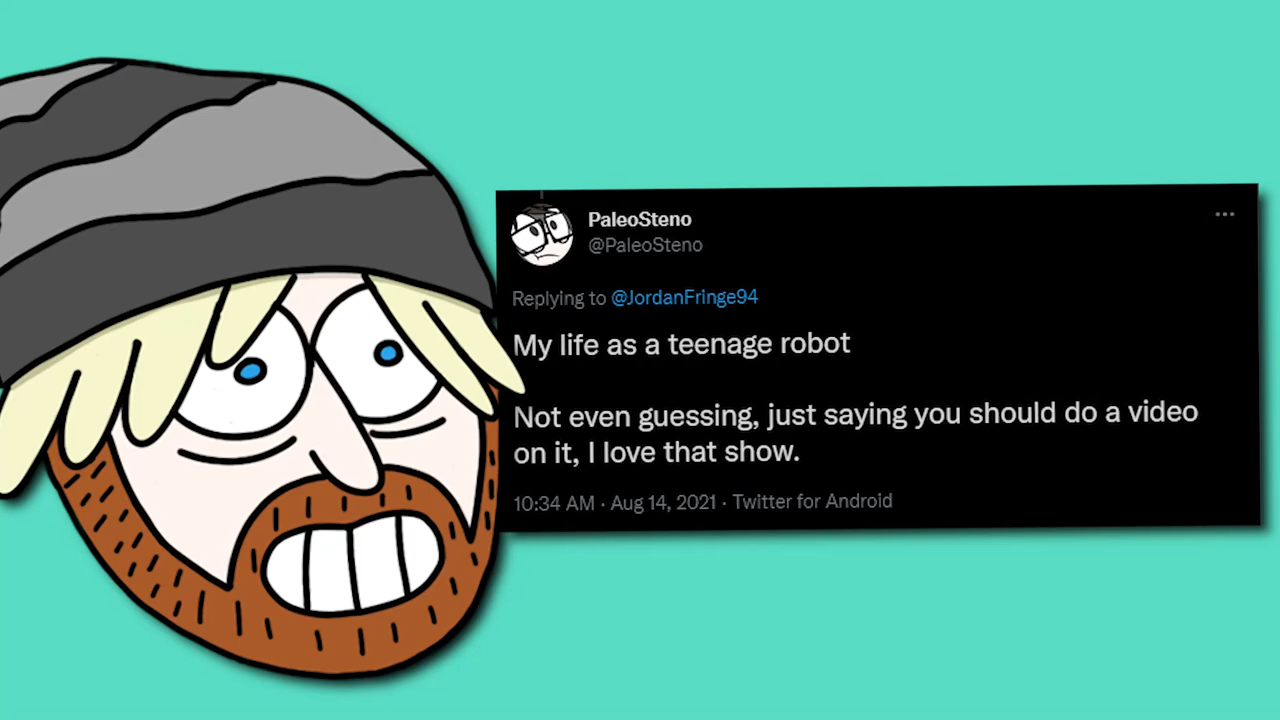 PaleoSteno
@PaleoSteno
Replying to @JordanFringe94
My life as a teenage robot
Not even guessing, just saying you should do a video
on it, I love that show.
10:34 AM · Aug 14, 2021 · Twitter for Android